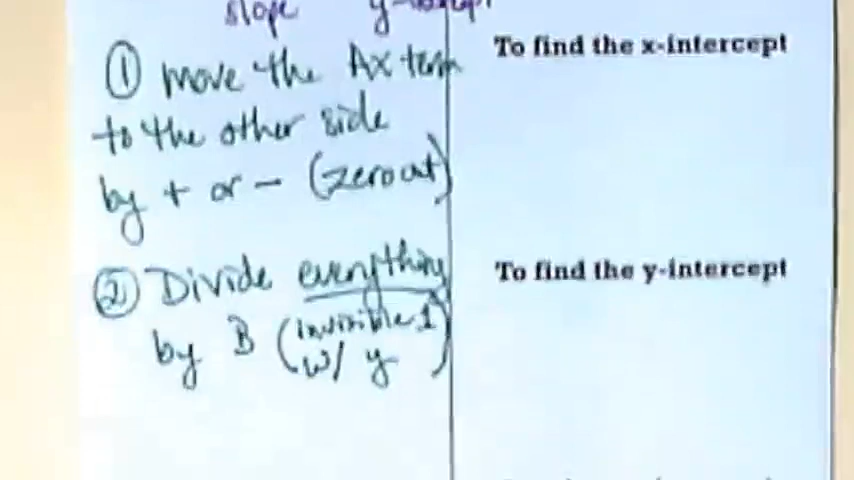 slope y-
① Move the Ax term
to the other side
by + or - (zero out)
② Divide everything
by B (invisible 1
w/ y)
To find the x-intercept
To find the y-intercept